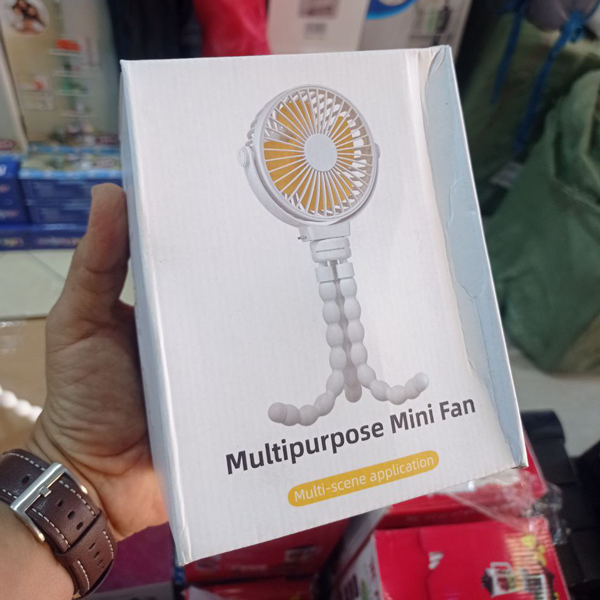 Multipurpose Mini Fan
Multi-scene application